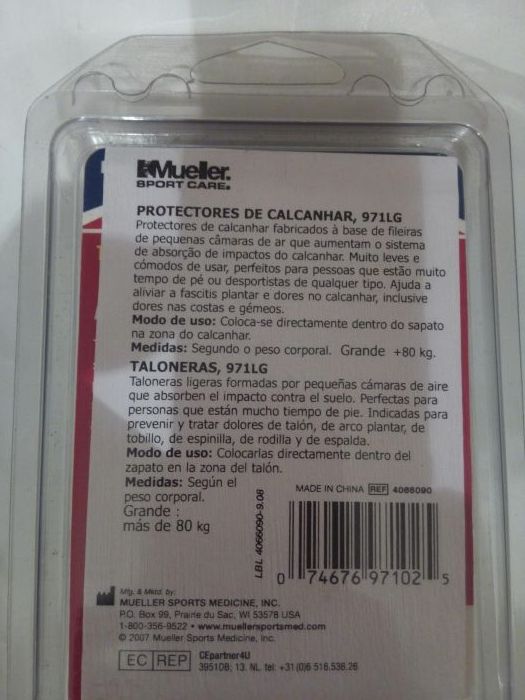 Mueller.
SPORT CARE.
PROTECTORES DE CALCANHAR, 971LG
Protectores de calcanhar fabricados à base de fileiras
de pequenas câmaras de ar que aumentam o sistema
de absorção de impactos do calcanhar. Muito leves e
cómodos de usar, perfeitos para pessoas que estão muito
tempo de pé ou desportistas de qualquer tipo. Ajuda a
aliviar a fascitis plantar e dores no calcanhar, inclusive
dores nas costas e gémeos.
Modo de uso: Coloca-se directamente dentro do sapato
na zona do calcanhar.
Medidas: Segundo o peso corporal. Grande +80 kg.
TALONERAS, 971LG
Taloneras ligeras formadas por pequeñas cámaras de aire
que absorben el impacto contra el suelo. Perfectas para
personas que están mucho tiempo de pie. Indicadas para
prevenir y tratar dolores de talón, de arco plantar, de
tobillo, de espinilla, de rodilla y de espalda.
Modo de uso: Colocarlas directamente dentro del
zapato en la zona del talón.
Medidas: Según el
peso corporal.
Grande :
más de 80 kg
LBL 4066090-9.08
MADE IN CHINA REF 4066090
0 74676 97102 5
Mfg. & Mktd. by:
MUELLER SPORTS MEDICINE, INC.
P.O. Box 99, Prairie du Sac, WI 53578 USA
1-800-356-9522 • www.muellersportsmed.com
© 2007 Mueller Sports Medicine, Inc.
EC REP
CEpartner4U
3951DB; 13. NL tel: +31 (0)6 516.536.26